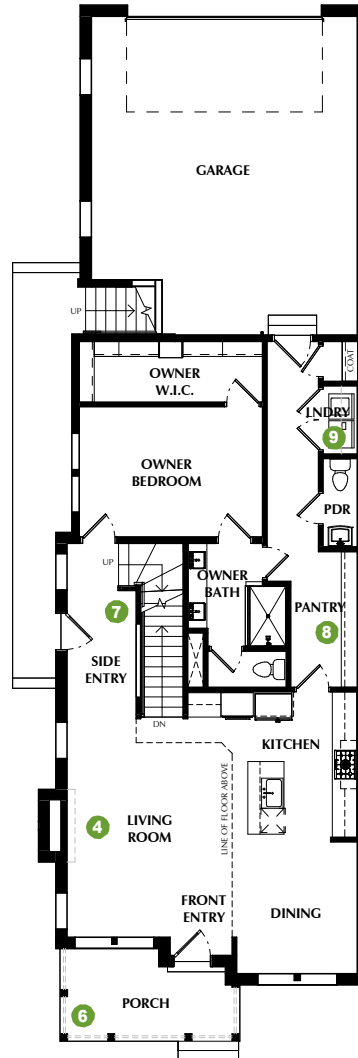 GARAGE
UP
OWNER
W.I.C.
COAT
LNDRY
9
OWNER
BEDROOM
PDR
UP
OWNER
BATH
7
PANTRY
8
SIDE
ENTRY
DN
KITCHEN
LINE OF FLOOR ABOVE
4
LIVING
ROOM
FRONT
ENTRY
DINING
PORCH
6